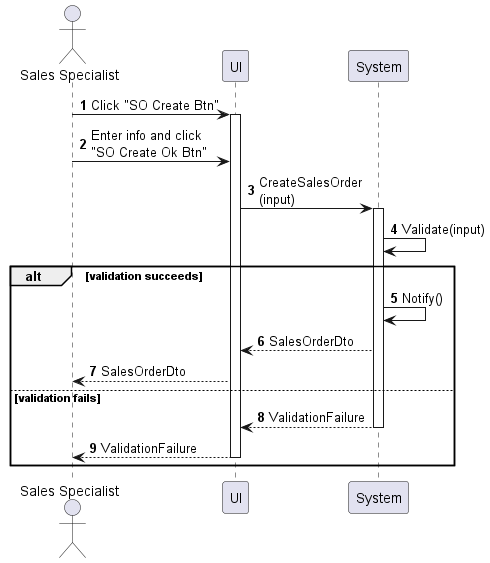 Sales Specialist
UI
System
1 Click "SO Create Btn"
2 Enter info and click
"SO Create Ok Btn"
3 CreateSalesOrder
(input)
4 Validate(input)
alt [validation succeeds]
5 Notify()
6 SalesOrderDto
7 SalesOrderDto
[validation fails]
8 ValidationFailure
9 ValidationFailure
Sales Specialist
UI
System